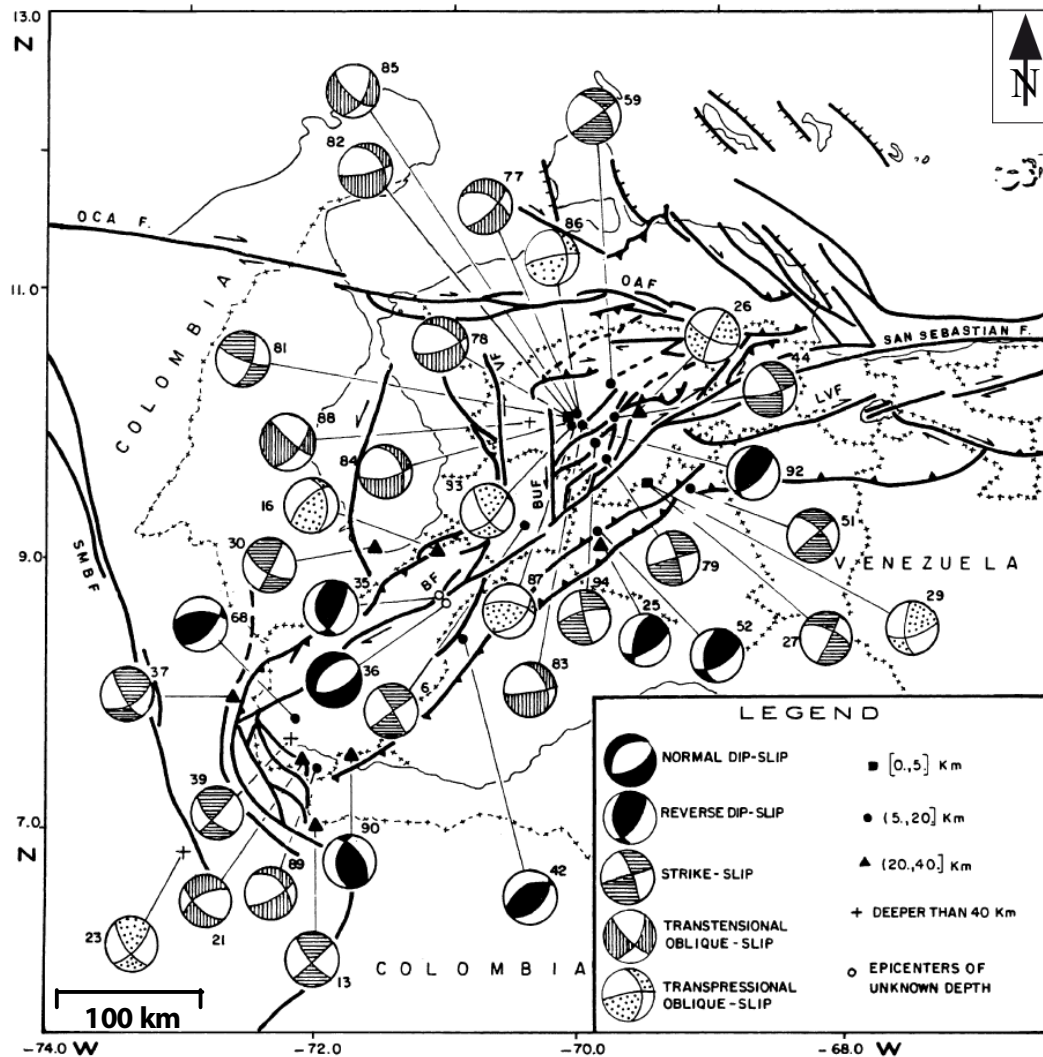 13.0
N
N
85
59
82
77
86
OCA F.
COLOMBIA
11.0
OAF
26
SAN SEBASTIAN F.
81
78
VF
44
LVF
88
84
92
16
33
BUF
51
30
9.0
VENEZUELA
SMBF
35
BF
79
29
68
87
94
25
52
27
37
36
6
83
39
7.0
N
90
42
89
23
21
13
COLOMBIA
100 km
-74.0 W
-72.0
-70.0
-68.0
W
LEGEND
NORMAL DIP-SLIP
REVERSE DIP-SLIP
STRIKE-SLIP
TRANSTENSIONAL
OBLIQUE-SLIP
TRANSPRESSIONAL
OBLIQUE-SLIP
[0.,5] Km
(5.,20] Km
(20.,40.] Km
DEEPER THAN 40 Km
EPICENTERS OF
UNKNOWN DEPTH